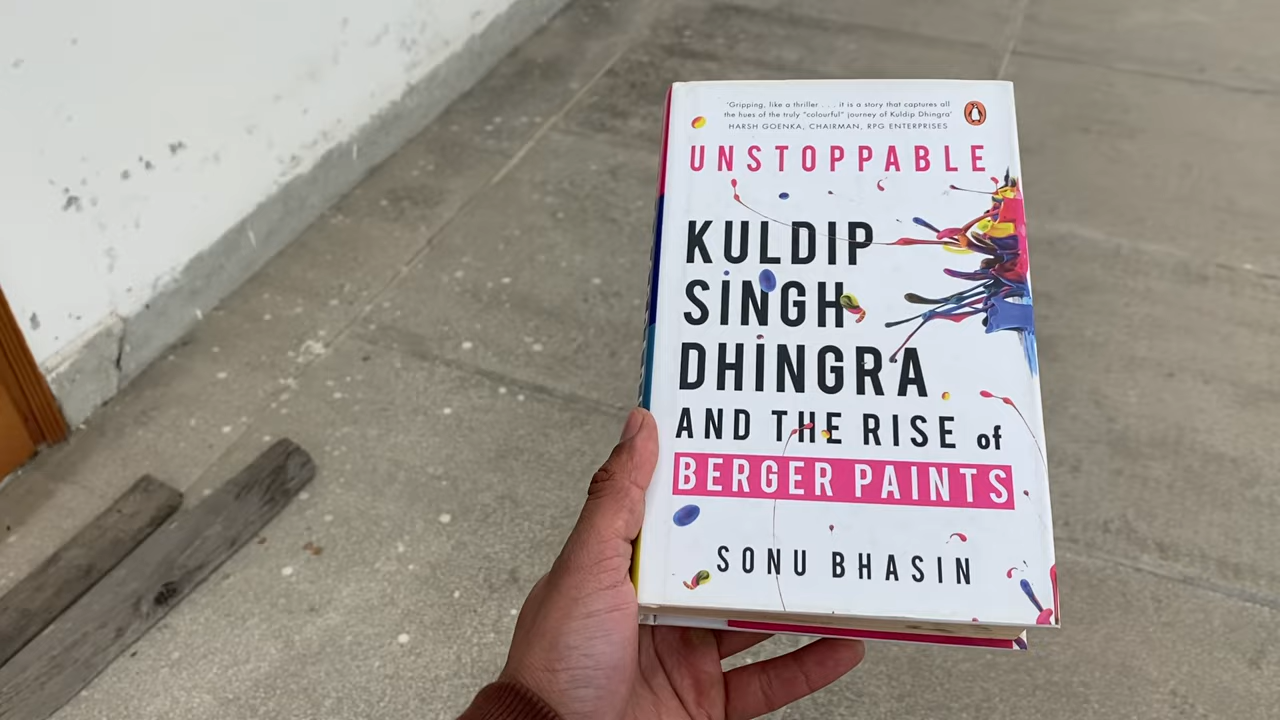 'Gripping, like a thriller . . . it is a story that captures all
the hues of the truly "colourful" journey of Kuldip Dhingra'
HARSH GOENKA, CHAIRMAN, RPG ENTERPRISES
UNSTOPPABLE
KULDIP
SINGH
DHINGRA
AND THE RISE of
BERGER PAINTS
SONU BHASIN